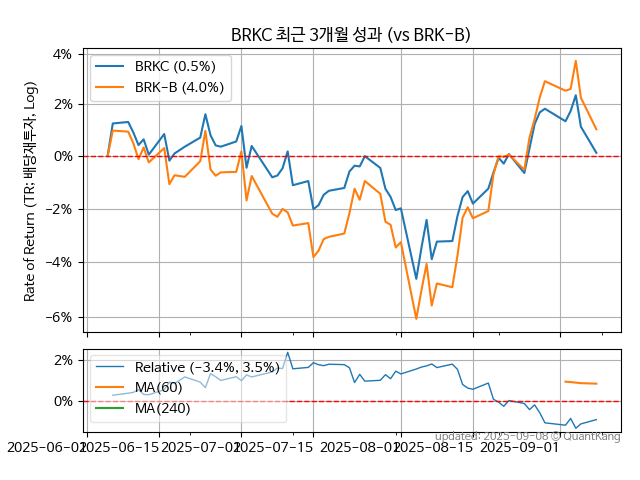 BRKC 최근 3개월 성과 (vs BRK-B)
Rate of Return (TR: 배당재투자, Log)
4%
2%
0%
−2%
−4%
−6%
BRKC (0.5%)
BRK-B (4.0%)
2%
0%
Relative (−3.4%, 3.5%)
MA(60)
MA(240)
updated: 2025-09-08 © QuantKang
2025-06-01
2025-06-15
2025-07-01
2025-07-15
2025-08-01
2025-08-15
2025-09-01